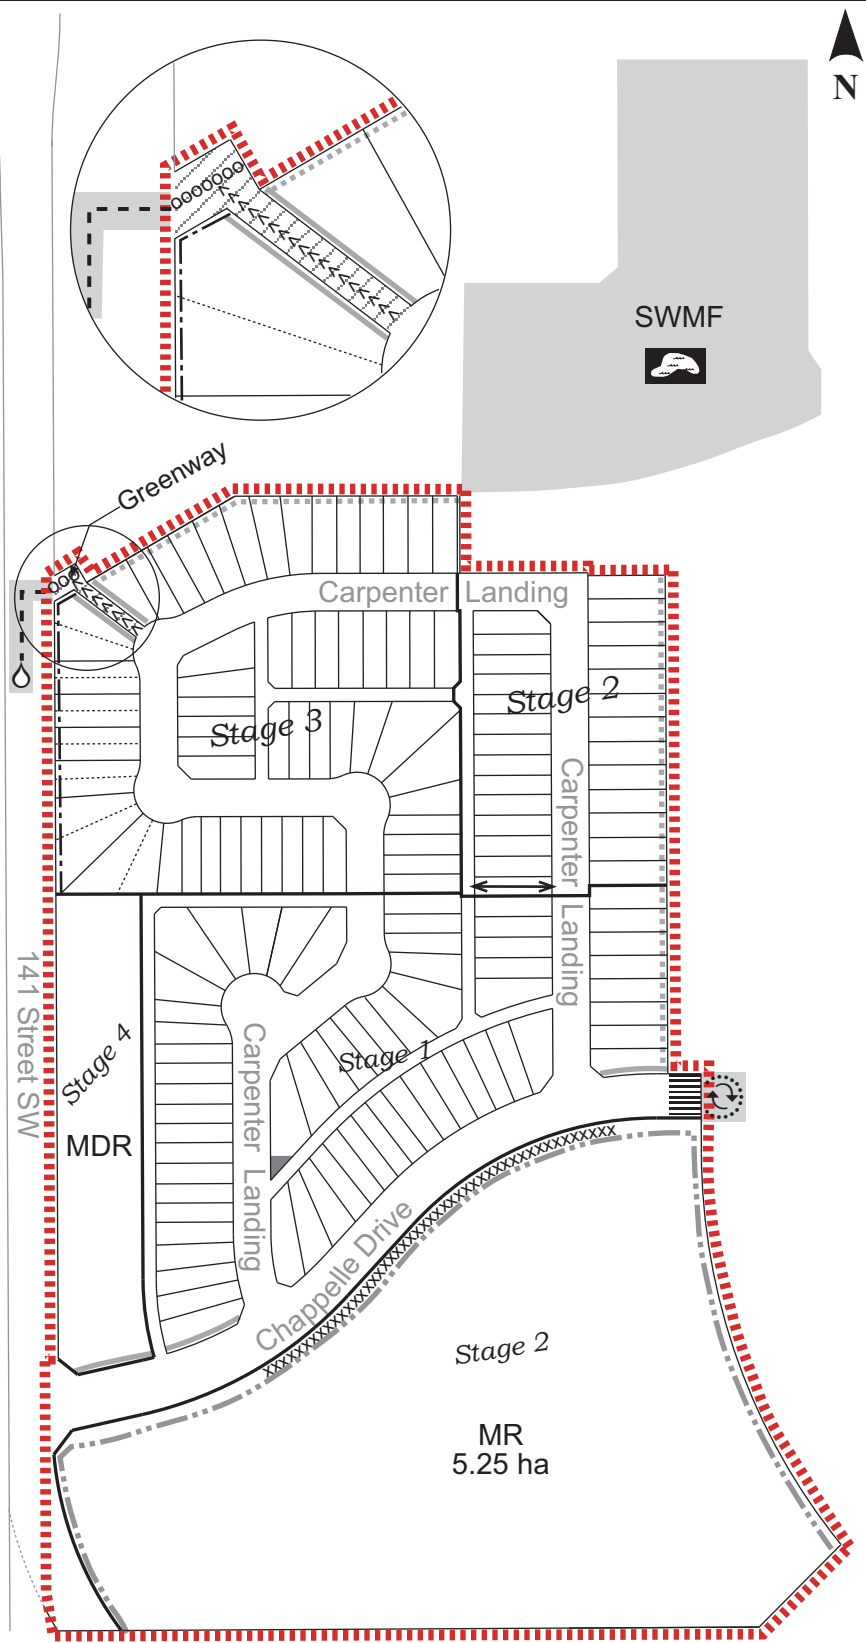 N
SWMF
Greenway
Carpenter Landing
Stage 2
Stage 3
Carpenter Landing
141 Street SW
Stage 4
MDR
Carpenter Landing
Stage 1
Chappelle Drive
Stage 2
MR
5.25 ha